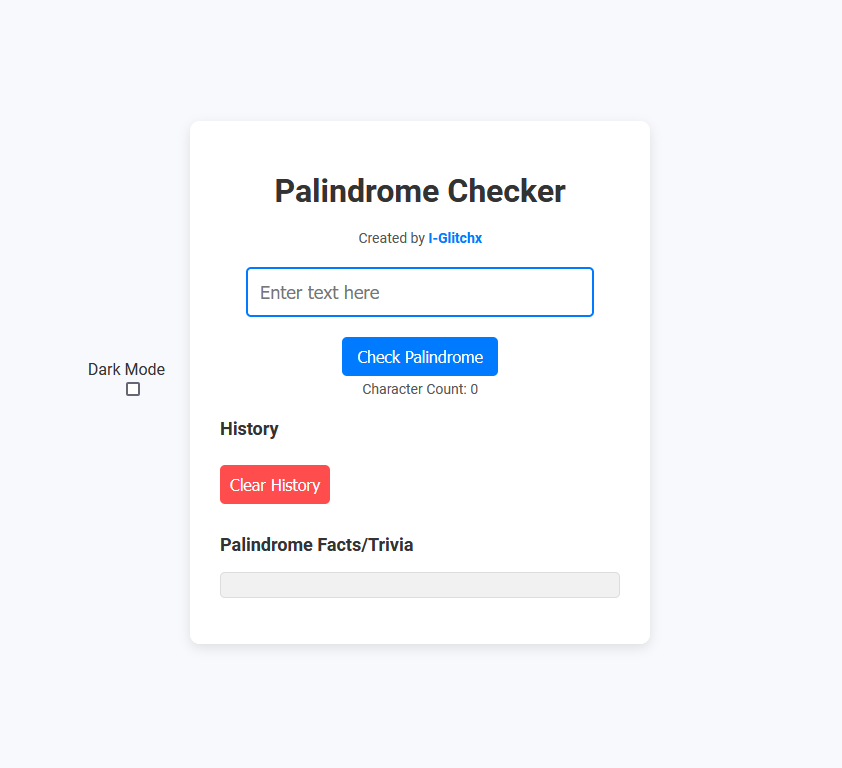 Palindrome Checker
Created by I-Glitchx
Enter text here
Check Palindrome
Dark Mode
Character Count: 0
History
Clear History
Palindrome Facts/Trivia